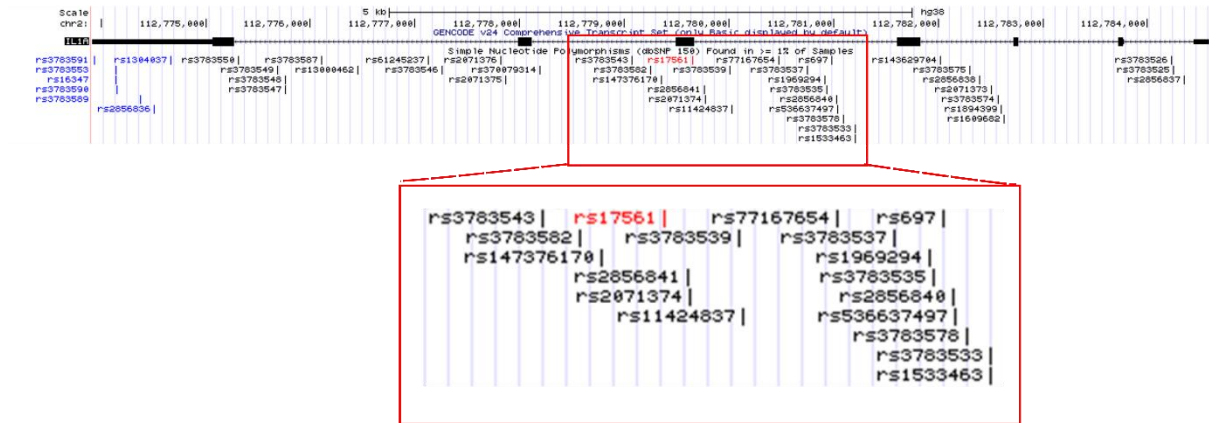 Scale 5 kb hg38
chr2: 112,775,000 112,776,000 112,777,000 112,778,000 112,779,000 112,780,000 112,781,000 112,782,000 112,783,000 112,784,000
GENCODE v24 Comprehensive Transcript Set (only Basic displayed by default)
IL1A
Simple Nucleotide Polymorphisms (dbSNP 150) Found in >= 1% of Samples
rs3783591 rs1304037 rs3783550 rs3783587 rs61245237 rs2071376 rs3783543 rs17561 rs77167654 rs697 rs143629704 rs3783526
rs3783553 rs3783549 rs13000462 rs3783546 rs370079314 rs3783582 rs3783539 rs3783537 rs3783575 rs3783525
rs16347 rs3783548 rs2071375 rs147376170 rs1969294 rs2856838 rs2856837
rs3783590 rs3783547 rs2856841 rs3783535 rs2071373
rs3783589 rs2071374 rs2856840 rs3783574
rs2856836 rs11424837 rs536637497 rs1894399
rs3783578 rs1609682
rs3783533
rs1533463
rs3783543 rs17561 rs77167654 rs697
rs3783582 rs3783539 rs3783537
rs147376170 rs1969294
rs2856841 rs3783535
rs2071374 rs2856840
rs11424837 rs536637497
rs3783578
rs3783533
rs1533463